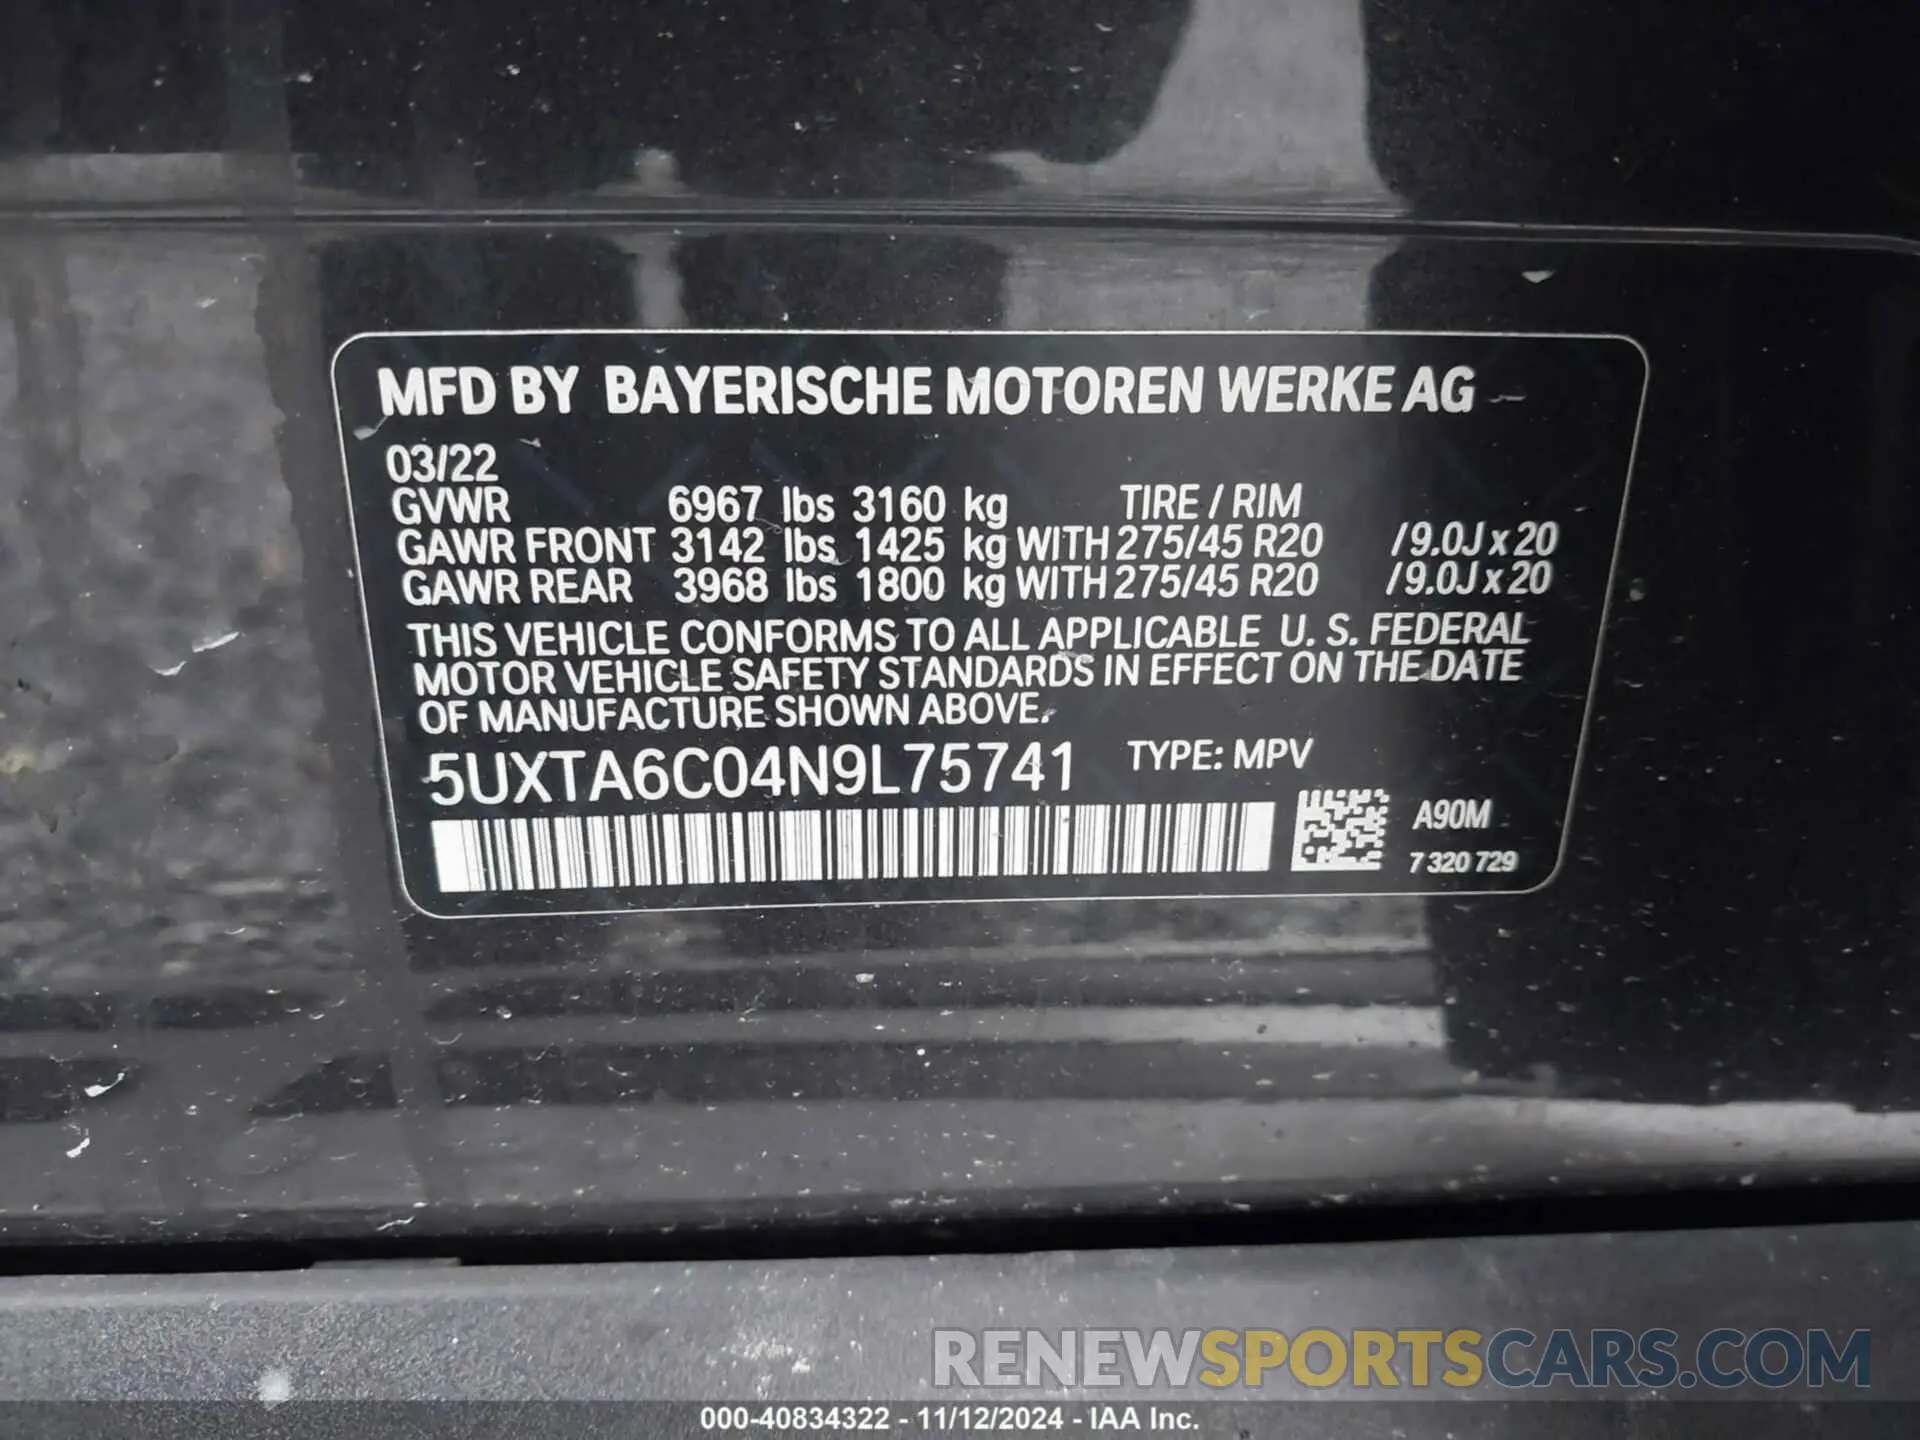 MFD BY BAYERISCHE MOTOREN WERKE AG
03/22
GVWR 6967 lbs 3160 kg TIRE / RIM
GAWR FRONT 3142 lbs 1425 kg WITH 275/45 R20 /9.0J x 20
GAWR REAR 3968 lbs 1800 kg WITH 275/45 R20 /9.0J x 20
THIS VEHICLE CONFORMS TO ALL APPLICABLE U. S. FEDERAL
MOTOR VEHICLE SAFETY STANDARDS IN EFFECT ON THE DATE
OF MANUFACTURE SHOWN ABOVE.
5UXTA6C04N9L75741 TYPE: MPV
A90M
7 320 729
RENEWSPORTSCARS.COM
000-40834322 - 11/12/2024 - IAA Inc.